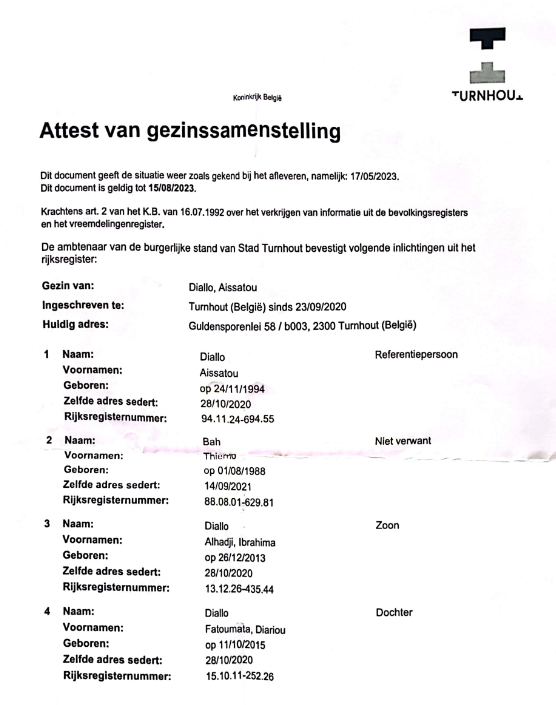 TURNHOUT
Koninkrijk België
Attest van gezinssamenstelling
Dit document geeft de situatie weer zoals gekend bij het afleveren, namelijk: 17/05/2023.
Dit document is geldig tot 15/08/2023.
Krachtens art. 2 van het K.B. van 16.07.1992 over het verkrijgen van informatie uit de bevolkingsregisters
en het vreemdelingenregister.
De ambtenaar van de burgerlijke stand van Stad Turnhout bevestigt volgende inlichtingen uit het
rijksregister:
Gezin van: Diallo, Aissatou
Ingeschreven te: Turnhout (België) sinds 23/09/2020
Huidig adres: Guldensporenlei 58 / b003, 2300 Turnhout (België)
1 Naam: Diallo Referentiepersoon
Voornamen: Aissatou
Geboren: op 24/11/1994
Zelfde adres sedert: 28/10/2020
Rijksregisternummer: 94.11.24-694.55
2 Naam: Bah Niet verwant
Voornamen: Thierno
Geboren: op 01/08/1988
Zelfde adres sedert: 14/09/2021
Rijksregisternummer: 88.08.01-629.81
3 Naam: Diallo Zoon
Voornamen: Alhadji, Ibrahima
Geboren: op 26/12/2013
Zelfde adres sedert: 28/10/2020
Rijksregisternummer: 13.12.26-435.44
4 Naam: Diallo Dochter
Voornamen: Fatoumata, Diariou
Geboren: op 11/10/2015
Zelfde adres sedert: 28/10/2020
Rijksregisternummer: 15.10.11-252.26